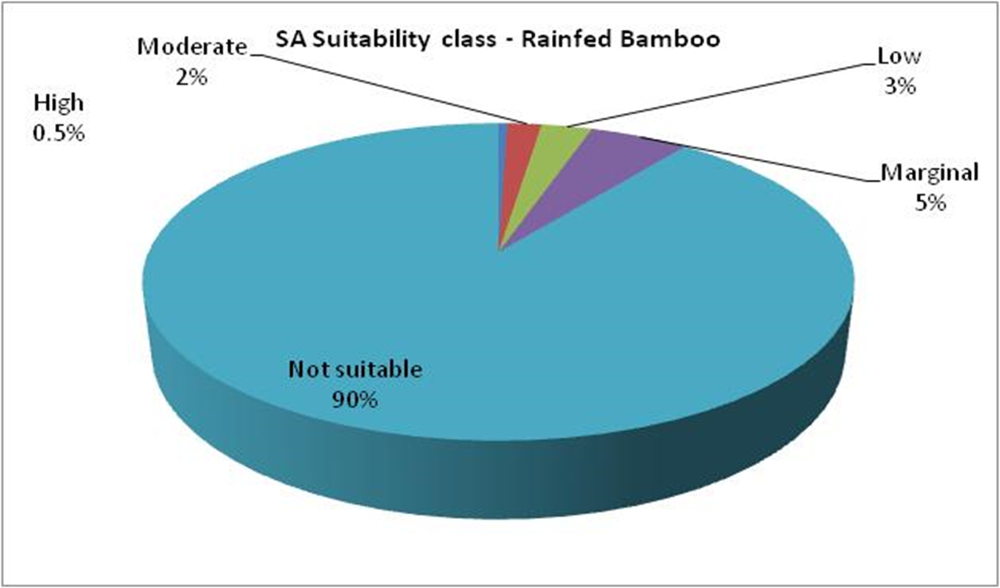 SA Suitability class - Rainfed Bamboo
Moderate
2%
Low
3%
High
0.5%
Marginal
5%
Not suitable
90%